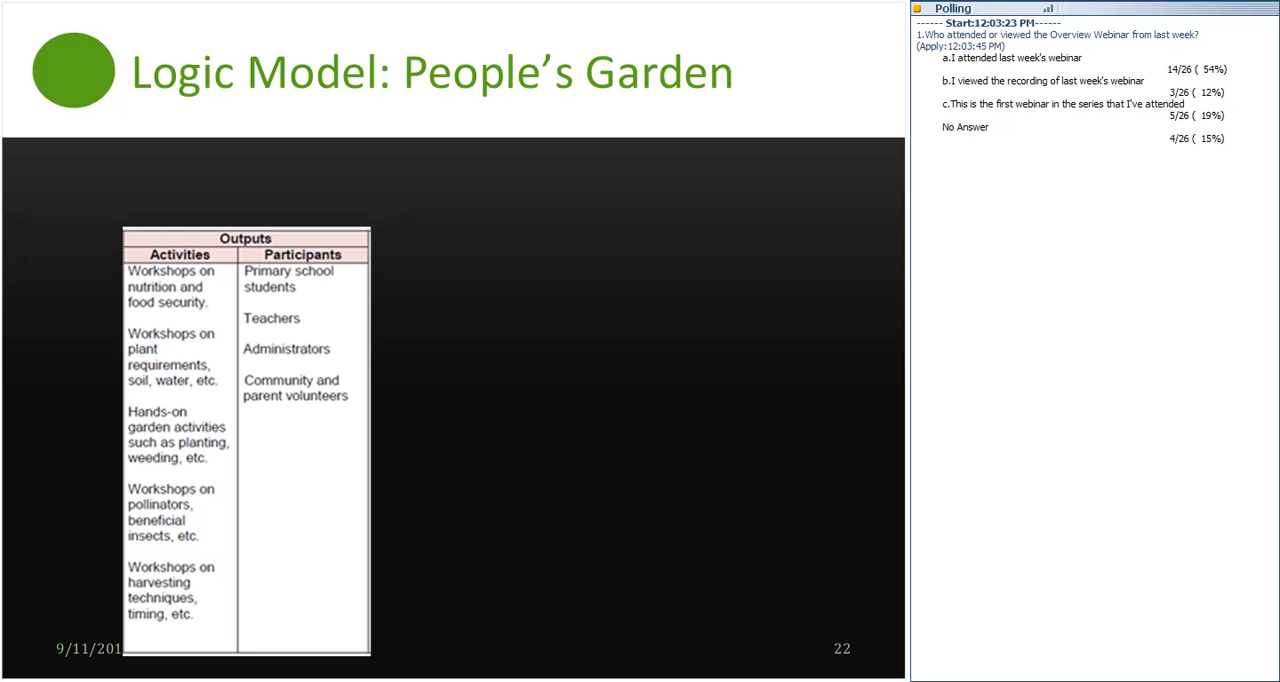 Logic Model: People's Garden
Outputs
Activities
Participants
Workshops on
nutrition and
food security.
Workshops on
plant
requirements,
soil, water, etc.
Hands-on
garden activities
such as planting,
weeding, etc.
Workshops on
pollinators,
beneficial
insects, etc.
Workshops on
harvesting
techniques,
timing, etc.
Primary school
students
Teachers
Administrators
Community and
parent volunteers
9/11/201
22
Polling
------ Start:12:03:23 PM------
1.Who attended or viewed the Overview Webinar from last week?
(Apply:12:03:45 PM)
a.I attended last week's webinar
14/26 ( 54%)
b.I viewed the recording of last week's webinar
3/26 ( 12%)
c.This is the first webinar in the series that I've attended
5/26 ( 19%)
No Answer
4/26 ( 15%)